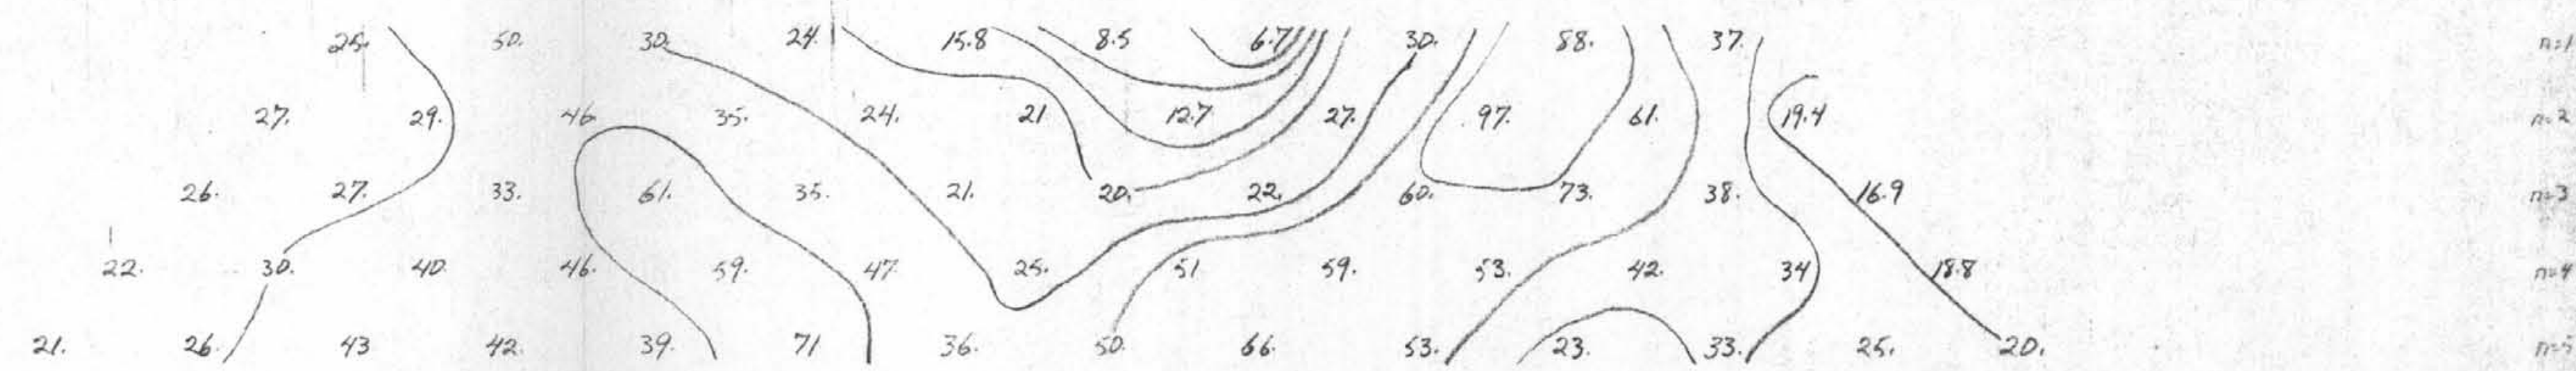 25. 50. 30. 24. 15.8 8.5 6.7 30. 88. 37. n=1
27. 29. 46 35. 24. 21 12.7 27. 97. 61. 19.4 n=2
26. 27. 33. 61. 35. 21. 20. 22. 60. 73. 38. 16.9 n=3
22. 30. 40 46. 59. 47 25. 51 59. 53. 42. 34 18.8 n=4
21. 26. 43 42. 39. 71 36. 50. 66. 53. 23. 33. 25. 20. n=5